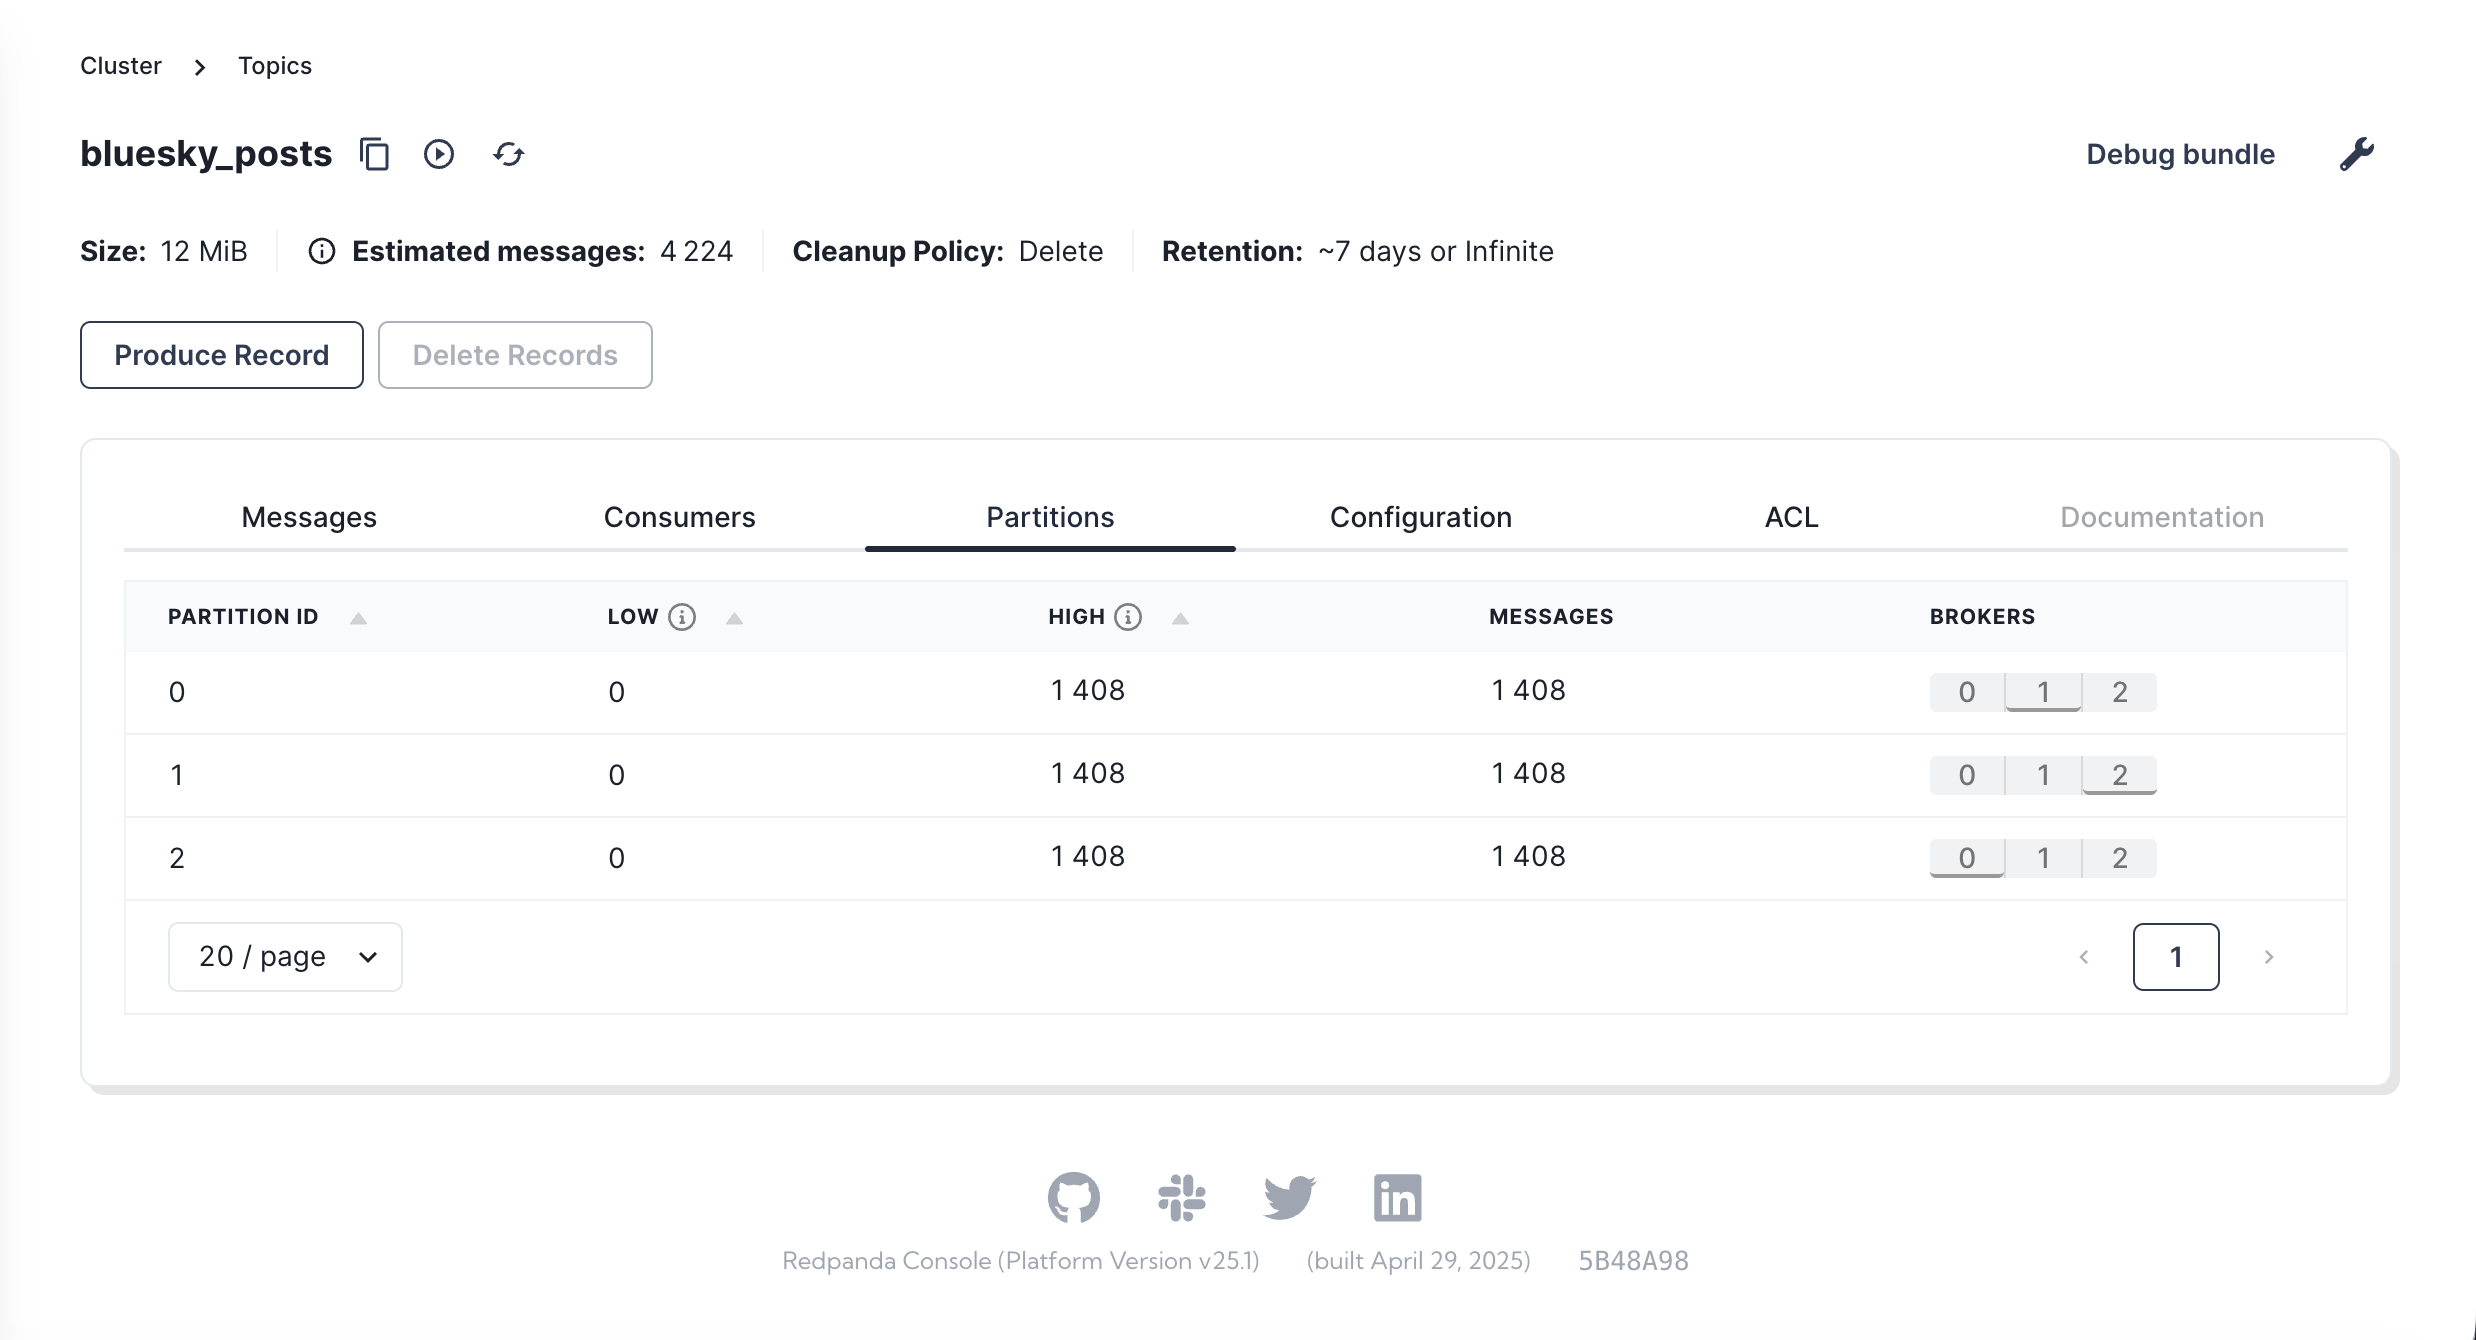 Cluster > Topics
bluesky_posts Debug bundle
Size: 12 MiB Estimated messages: 4 224 Cleanup Policy: Delete Retention: ~7 days or Infinite
Produce Record Delete Records
Messages Consumers Partitions Configuration ACL Documentation
PARTITION ID LOW HIGH MESSAGES BROKERS
0 0 1 408 1 408 0 1 2
1 0 1 408 1 408 0 1 2
2 0 1 408 1 408 0 1 2
20 / page 1
Redpanda Console (Platform Version v25.1) (built April 29, 2025) 5B48A98